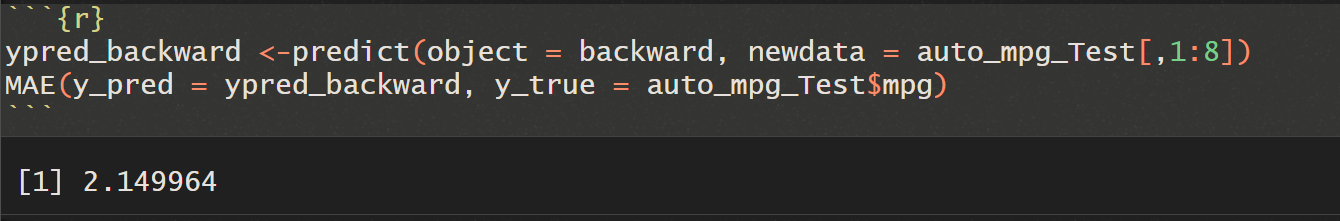 ```{r}
ypred_backward <-predict(object = backward, newdata = auto_mpg_Test[,1:8])
MAE(y_pred = ypred_backward, y_true = auto_mpg_Test$mpg)
```
[1] 2.149964